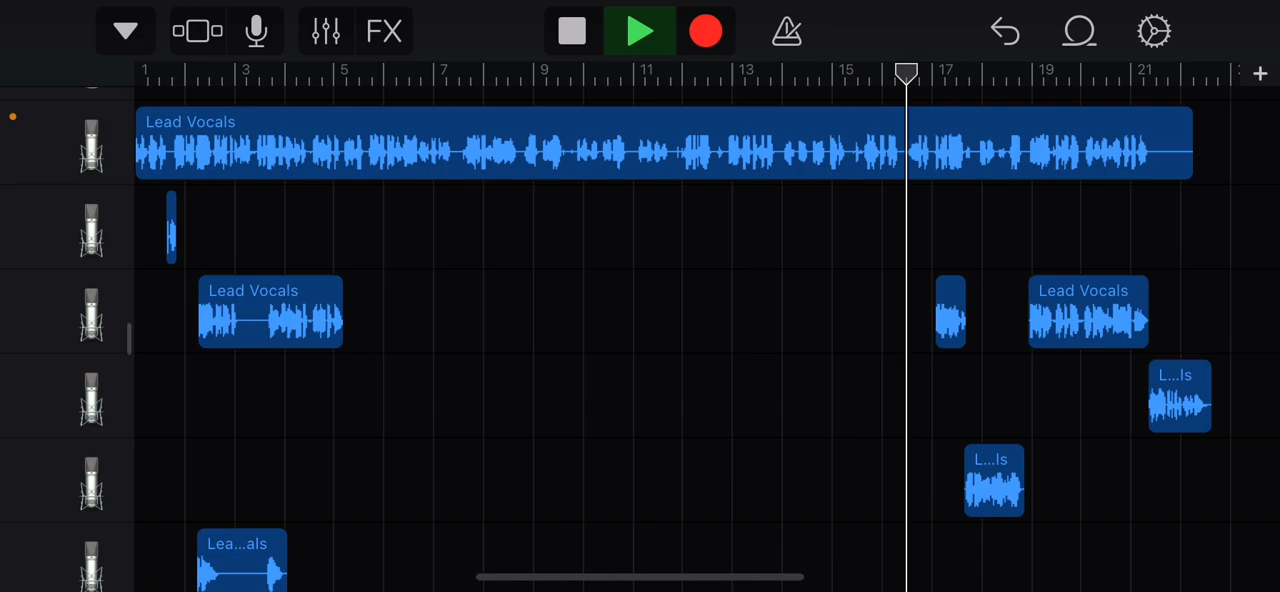 FX
1 3 5 7 9 11 13 15 17 19 21
Lead Vocals
Lead Vocals
Lead Vocals
L...ls
L...ls
Lea...als